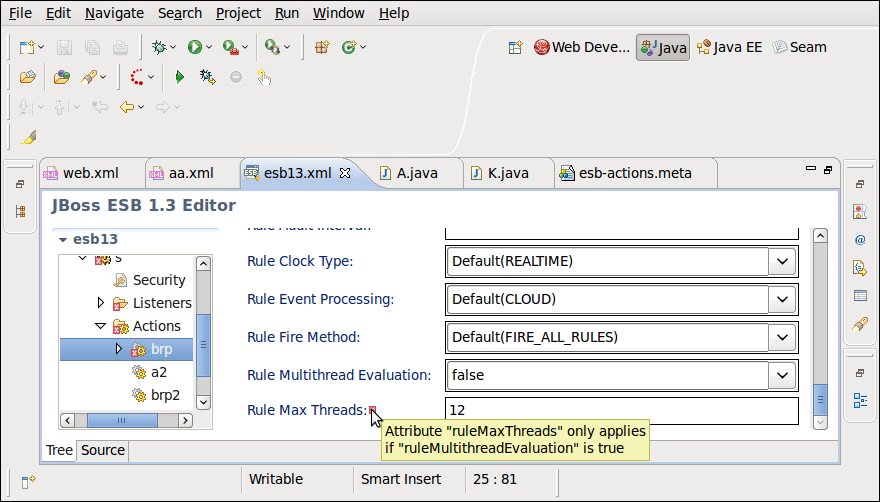 File Edit Navigate Search Project Run Window Help
Web Deve... Java Java EE Seam
web.xml aa.xml esb13.xml A.java K.java esb-actions.meta
JBoss ESB 1.3 Editor
esb13
s
Security
Listeners
Actions
brp
a2
brp2
Rule Audit Interval:
Rule Clock Type: Default(REALTIME)
Rule Event Processing: Default(CLOUD)
Rule Fire Method: Default(FIRE_ALL_RULES)
Rule Multithread Evaluation: false
Rule Max Threads: 12
Attribute "ruleMaxThreads" only applies
if "ruleMultithreadEvaluation" is true
Tree Source
Writable Smart Insert 25 : 81